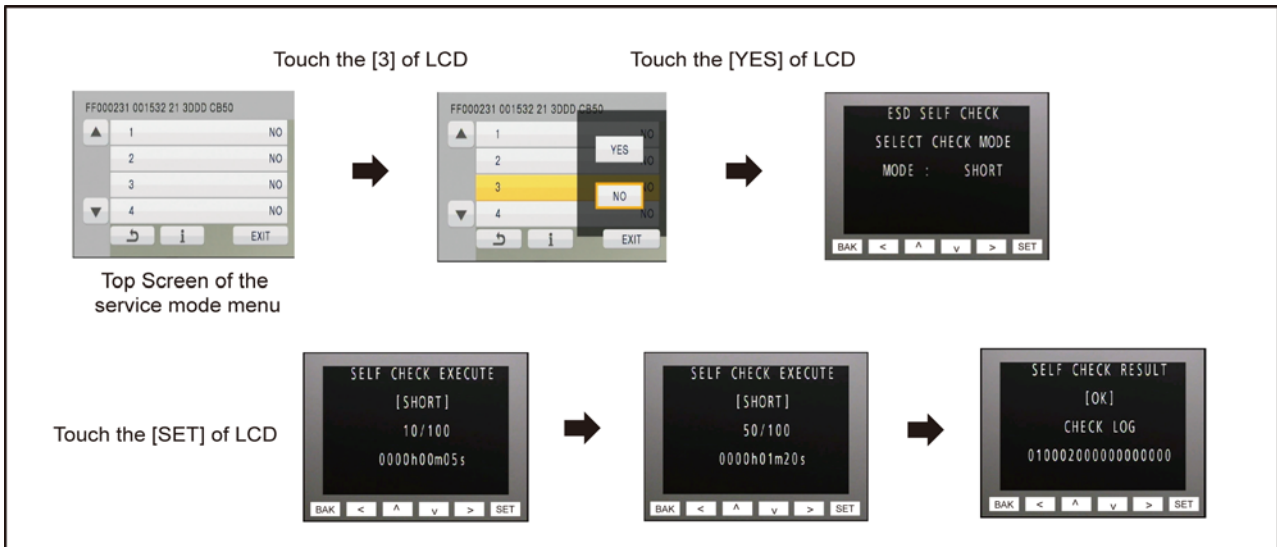 Touch the [3] of LCD
Touch the [YES] of LCD
FF000231 001532 21 3DDD CB50
1 NO
2 NO
3 NO
4 NO
i EXIT
Top Screen of the
service mode menu
FF000231 001532 21 3DDD CB50
1 NO
YES
2 NO
3 NO
NO
4 NO
i EXIT
ESD SELF CHECK
SELECT CHECK MODE
MODE : SHORT
BAK < ^ v > SET
Touch the [SET] of LCD
SELF CHECK EXECUTE
[SHORT]
10/100
0000h00m05s
BAK < ^ v > SET
SELF CHECK EXECUTE
[SHORT]
50/100
0000h01m20s
BAK < ^ v > SET
SELF CHECK RESULT
[OK]
CHECK LOG
010002000000000000
BAK < ^ v > SET